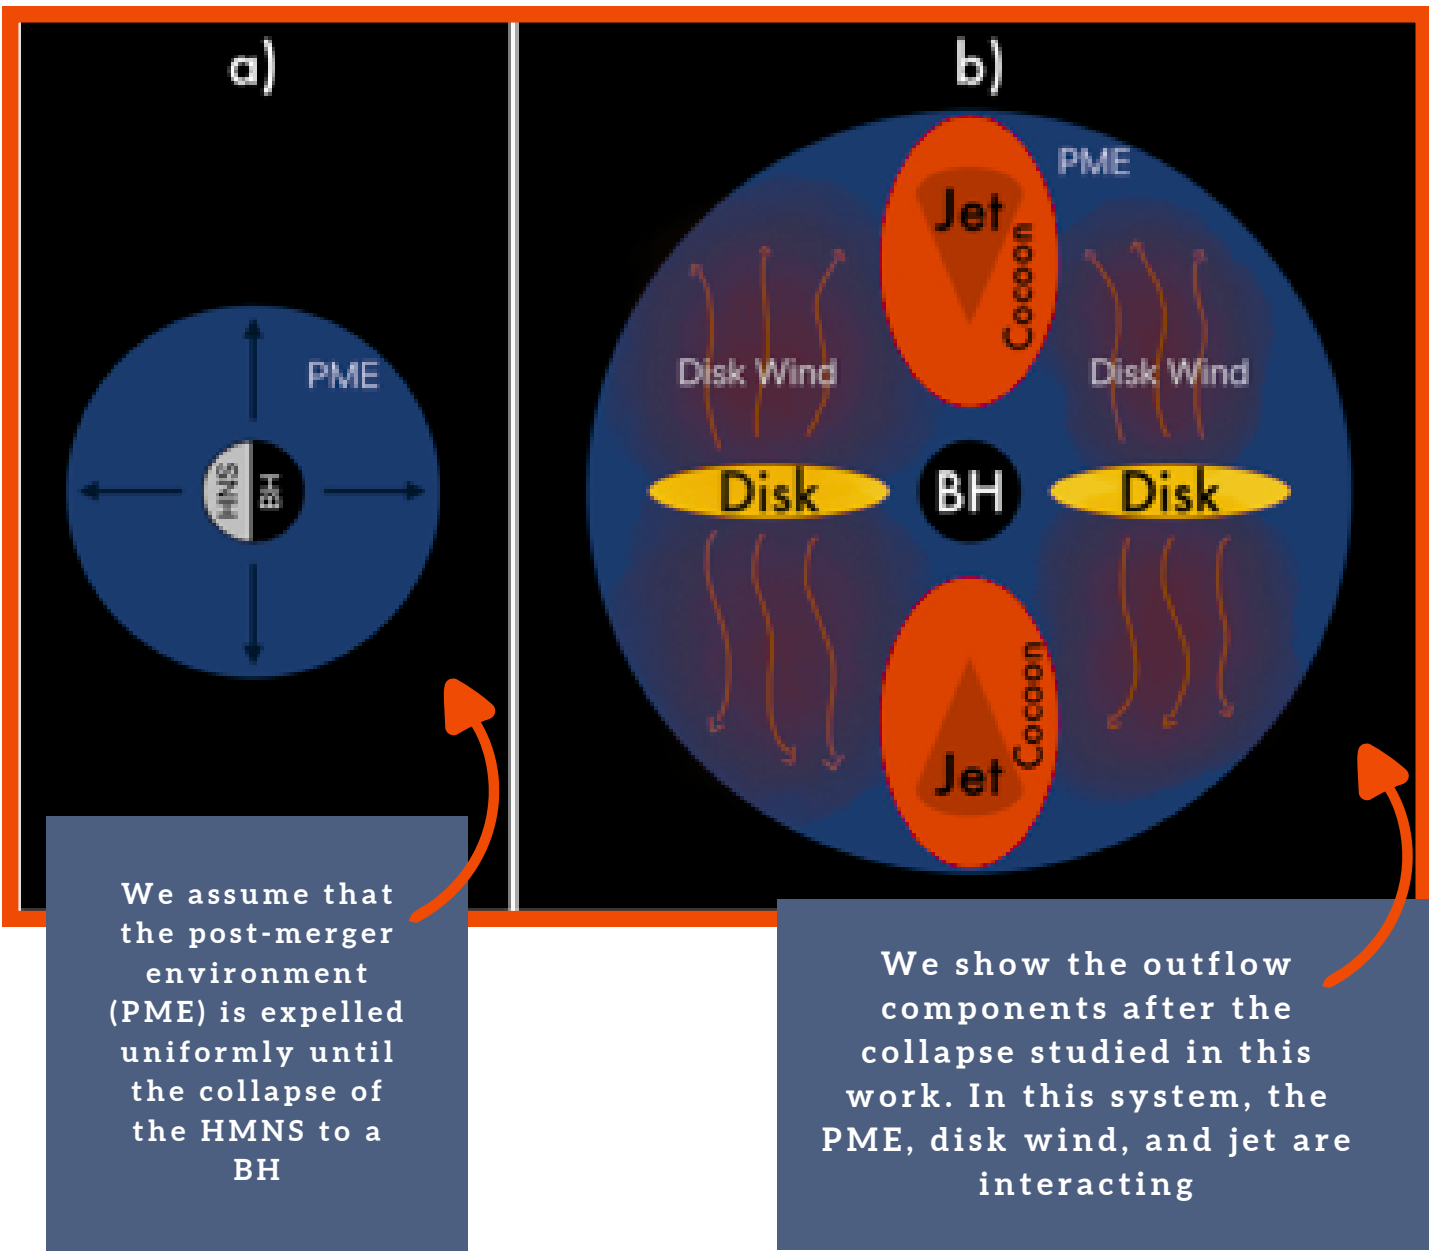 a)
PME
HNS
BH
We assume that
the post-merger
environment
(PME) is expelled
uniformly until
the collapse of
the HMNS to a
BH
b)
PME
Jet
Cocoon
Disk Wind
Disk Wind
Disk
BH
Disk
Cocoon
Jet
We show the outflow
components after the
collapse studied in this
work. In this system, the
PME, disk wind, and jet are
interacting